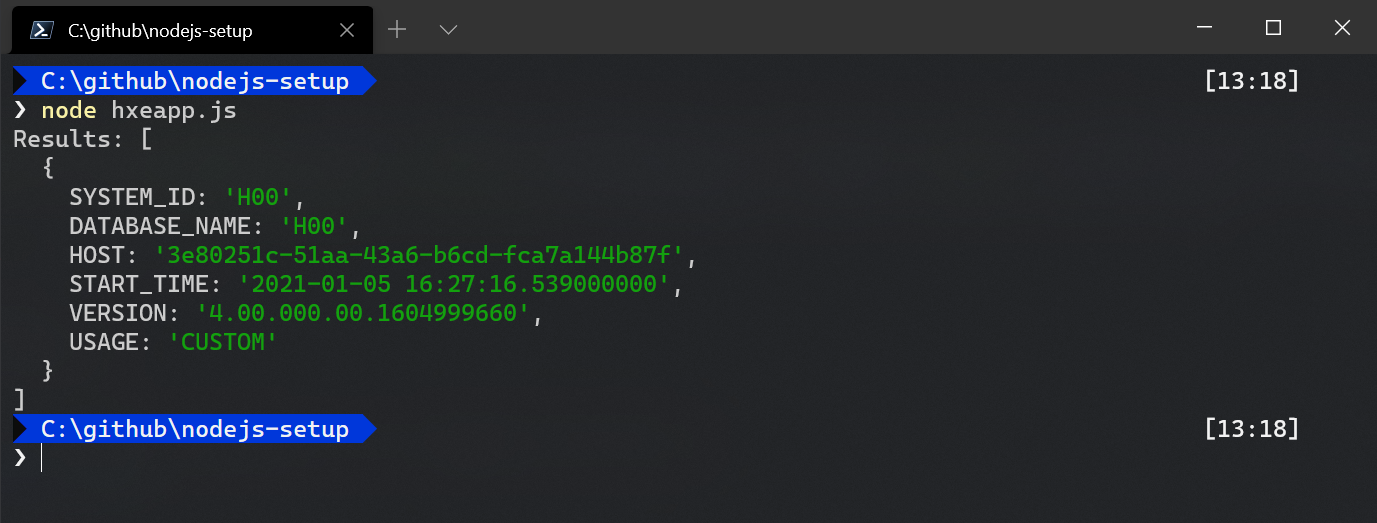 C:\github\nodejs-setup
C:\github\nodejs-setup [13:18]
❯ node hxeapp.js
Results: [
  {
    SYSTEM_ID: 'H00',
    DATABASE_NAME: 'H00',
    HOST: '3e80251c-51aa-43a6-b6cd-fca7a144b87f',
    START_TIME: '2021-01-05 16:27:16.539000000',
    VERSION: '4.00.000.00.1604999660',
    USAGE: 'CUSTOM'
  }
]
C:\github\nodejs-setup [13:18]
❯